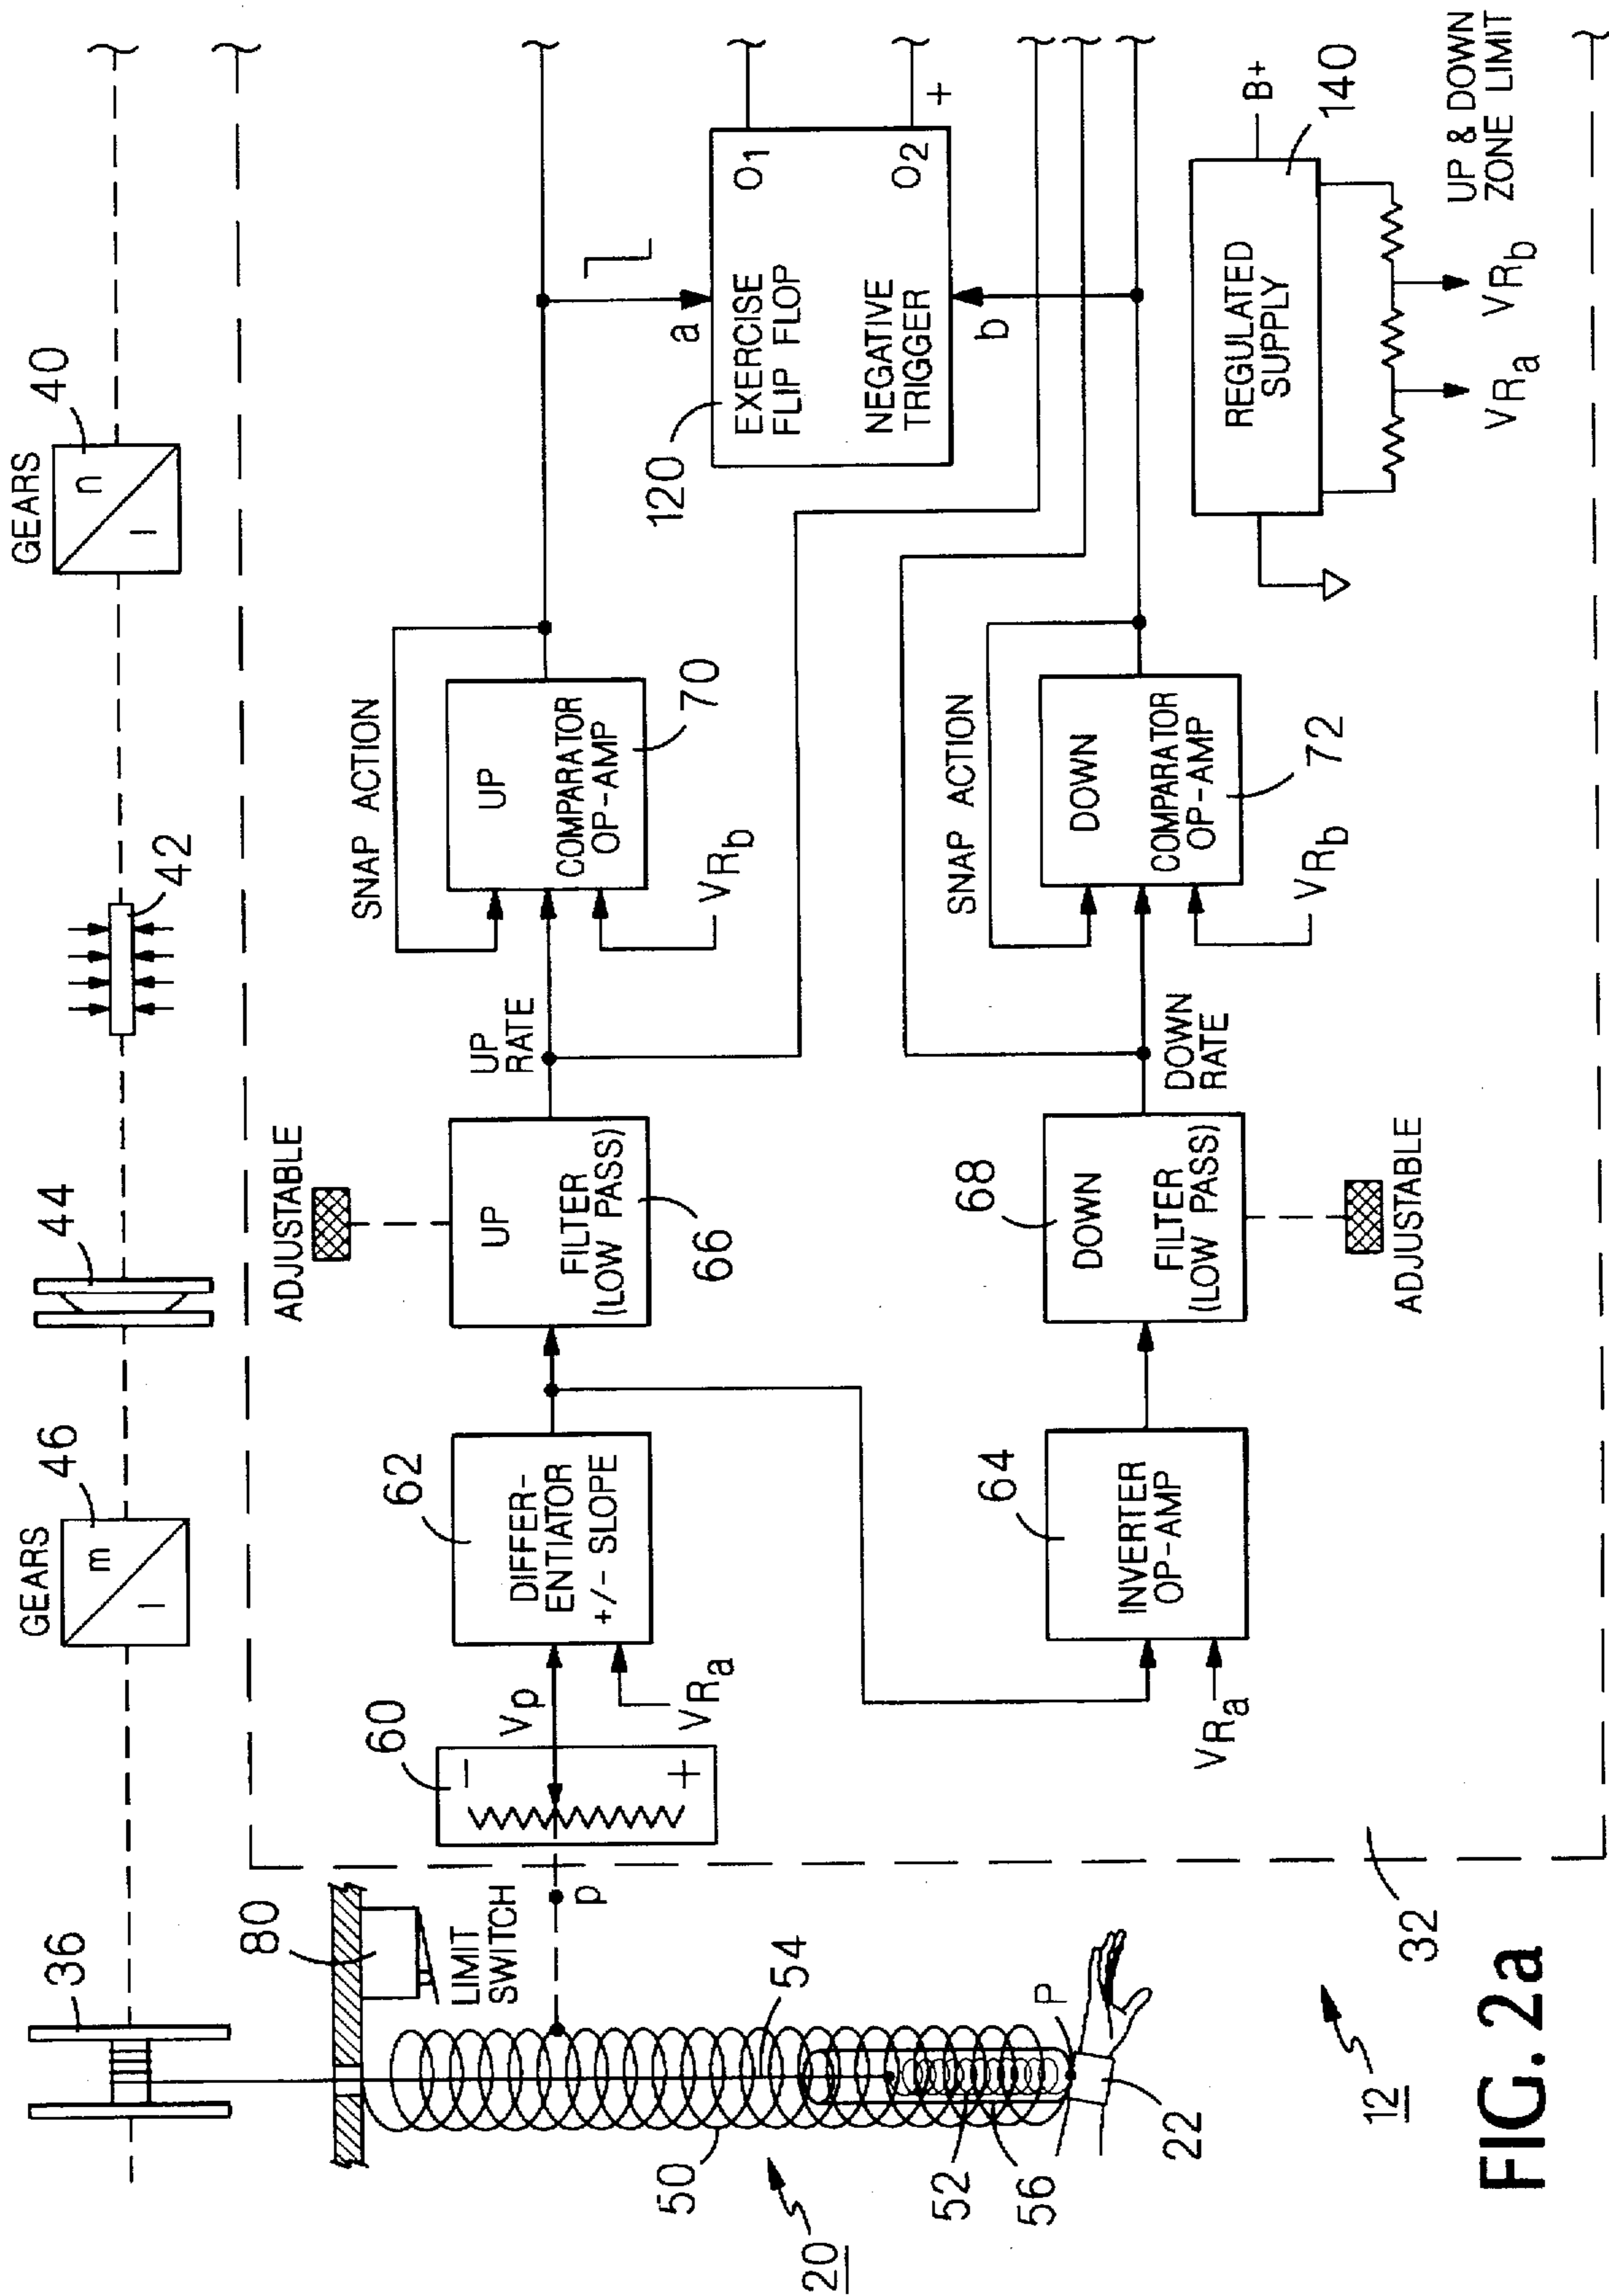 GEARS
m
1
46
44
42
GEARS
n
1
40
36
80
LIMIT
SWITCH
p
60
−
+
Vp
VRa
62
DIFFER-
ENTIATOR
+/− SLOPE
ADJUSTABLE
UP
FILTER
(LOW PASS)
66
UP
RATE
SNAP ACTION
UP
COMPARATOR
OP-AMP
70
VRb
120
EXERCISE
FLIP FLOP
NEGATIVE
TRIGGER
O1
O2
a
b
+
54
50
52
56
20
P
22
64
INVERTER
OP-AMP
VRa
68
DOWN
FILTER
(LOW PASS)
ADJUSTABLE
DOWN
RATE
SNAP ACTION
DOWN
COMPARATOR
OP-AMP
72
VRb
REGULATED
SUPPLY
B+
140
VRa
VRb
UP & DOWN
ZONE LIMIT
12
32
FIG. 2a